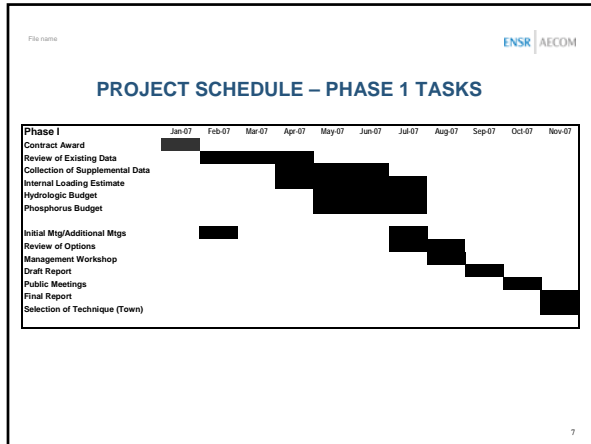 File name
ENSR AECOM
PROJECT SCHEDULE – PHASE 1 TASKS
Phase I Jan-07 Feb-07 Mar-07 Apr-07 May-07 Jun-07 Jul-07 Aug-07 Sep-07 Oct-07 Nov-07
Contract Award
Review of Existing Data
Collection of Supplemental Data
Internal Loading Estimate
Hydrologic Budget
Phosphorus Budget
Initial Mtg/Additional Mtgs
Review of Options
Management Workshop
Draft Report
Public Meetings
Final Report
Selection of Technique (Town)
7